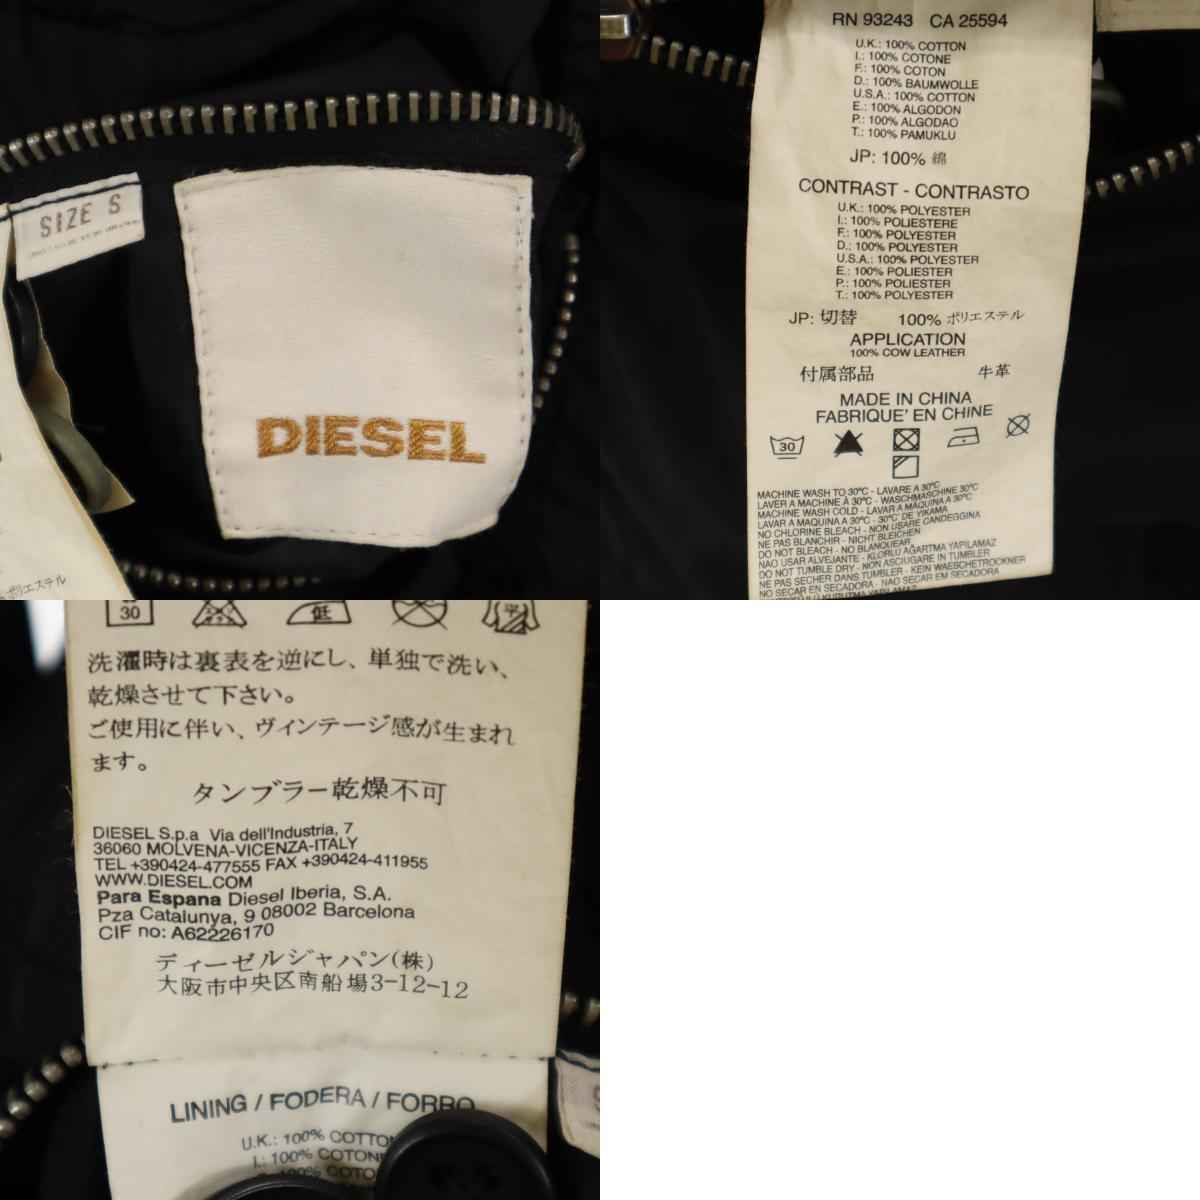 SIZE S
DIESEL
ポリエステル
RN 93243 CA 25594
U.K.: 100% COTTON
I.: 100% COTONE
F.: 100% COTON
D.: 100% BAUMWOLLE
U.S.A.: 100% COTTON
E.: 100% ALGODON
P.: 100% ALGODAO
T.: 100% PAMUKLU
JP: 100% 綿
CONTRAST - CONTRASTO
U.K.: 100% POLYESTER
I.: 100% POLIESTERE
F.: 100% POLYESTER
D.: 100% POLYESTER
U.S.A.: 100% POLYESTER
E.: 100% POLIESTER
P.: 100% POLIESTER
T.: 100% POLYESTER
JP: 切替 100% ポリエステル
APPLICATION
100% COW LEATHER
付属部品 牛革
MADE IN CHINA
FABRIQUE' EN CHINE
30
MACHINE WASH TO 30°C - LAVARE A 30°C
LAVER A MACHINE À 30°C - WASCHMASCHINE 30°C
MACHINE WASH COLD - LAVAR A MAQUINA A 30°C
LAVAR A MAQUINA A 30°C - 30°C' DE YIKAMA
NO CHLORINE BLEACH - NON USARE CANDEGGINA
NE PAS BLANCHIR - NICHT BLEICHEN
DO NOT BLEACH - NO BLANQUEAR
NAO USAR ALVEJANTE - KLORLU AĞARTMA YAPILAMAZ
DO NOT TUMBLE DRY - NON ASCIUGARE IN TUMBLER
NE PAS SECHER DANS TUMBLER - KEIN WAESCHETROCKNER
NO SECAR EN SECADORA - NAO SECAR EM SECADORA
30 低 平
洗濯時は裏表を逆にし、単独で洗い、
乾燥させて下さい。
ご使用に伴い、ヴィンテージ感が生まれ
ます。
タンブラー乾燥不可
DIESEL S.p.a Via dell'Industria, 7
36060 MOLVENA-VICENZA-ITALY
TEL +390424-477555 FAX +390424-411955
WWW.DIESEL.COM
Para Espana Diesel Iberia, S.A.
Pza Catalunya, 9 08002 Barcelona
CIF no: A62226170
ディーゼルジャパン(株)
大阪市中央区南船場3-12-12
LINING / FODERA / FORRO
U.K.: 100% COTTON
I.: 100% COTONE